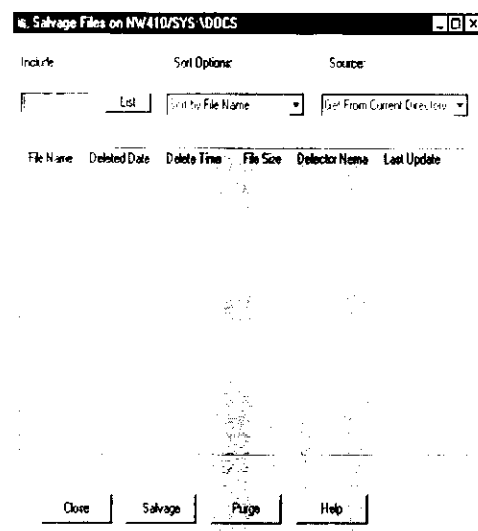 Salvage Files on NW410/SYS:\DOCS
Include Sort Options: Source:
List Sort by File Name Get From Current Directory
File Name Deleted Date Delete Time File Size Delector Name Last Update
Close Salvage Purge Help